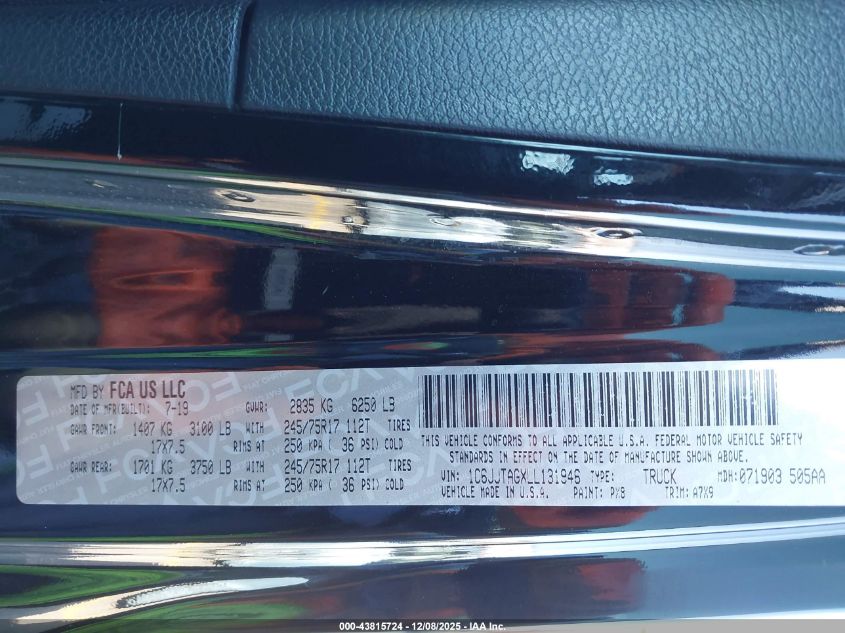 MFD BY FCA US LLC
DATE OF MFR(BUILT): 7-19 GVWR: 2835 KG 6250 LB
GAWR FRONT: 1407 KG 3100 LB WITH 245/75R17 112T TIRES
17X7.5 RIMS AT 250 KPA ( 36 PSI) COLD
GAWR REAR: 1701 KG 3750 LB WITH 245/75R17 112T TIRES
17X7.5 RIMS AT 250 KPA ( 36 PSI) COLD
THIS VEHICLE CONFORMS TO ALL APPLICABLE U.S.A. FEDERAL MOTOR VEHICLE SAFETY
STANDARDS IN EFFECT ON THE DATE OF MANUFACTURE SHOWN ABOVE.
VIN: 1C6JJTAGXLL131946 TYPE: TRUCK MDH: 071903 505AA
VEHICLE MADE IN U.S.A. PAINT: PX8 TRIM: A7X9
000-43815724 - 12/08/2025 - IAA Inc.